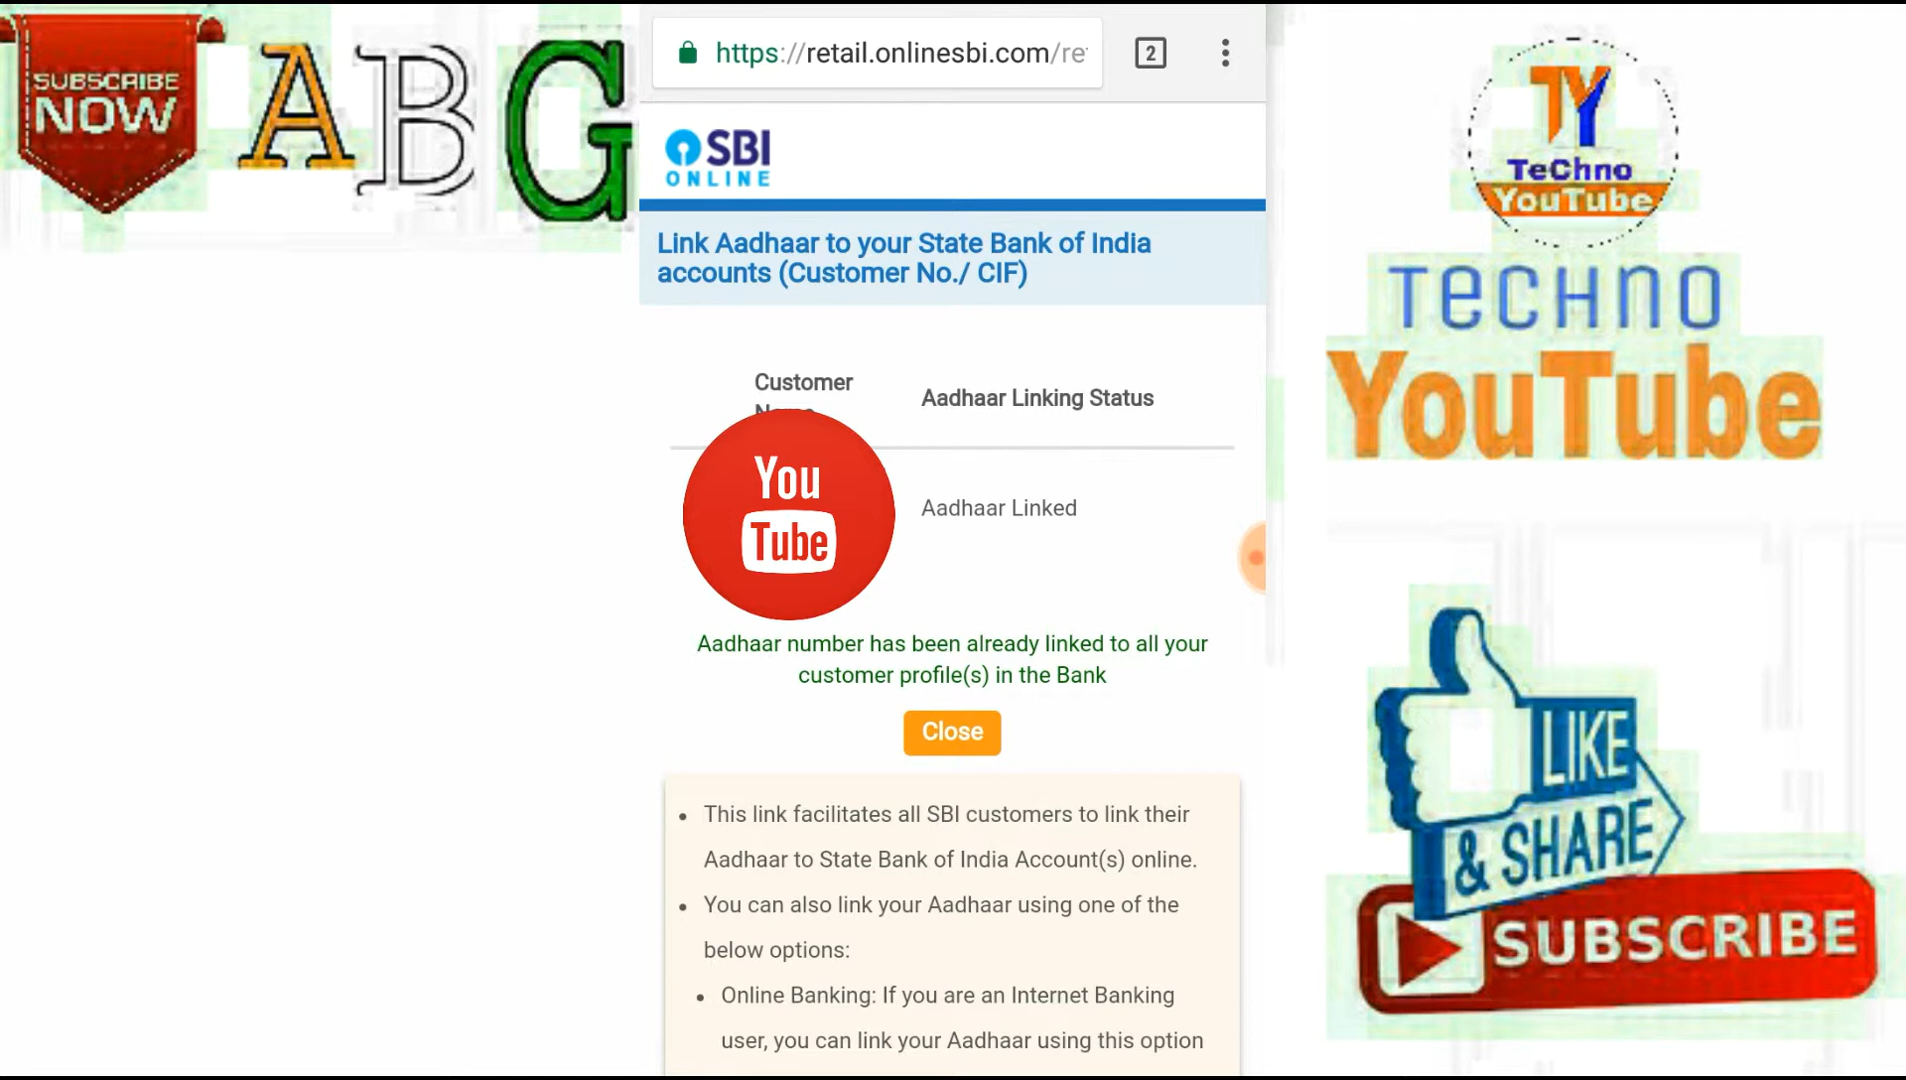 SUBSCRIBE
NOW
A B G
https://retail.onlinesbi.com/re
2
SBI
ONLINE
Link Aadhaar to your State Bank of India
accounts (Customer No./ CIF)
Customer
Name
Aadhaar Linking Status
You
Tube
Aadhaar Linked
Aadhaar number has been already linked to all your
customer profile(s) in the Bank
Close
• This link facilitates all SBI customers to link their
Aadhaar to State Bank of India Account(s) online.
• You can also link your Aadhaar using one of the
below options:
• Online Banking: If you are an Internet Banking
user, you can link your Aadhaar using this option
TY
TeChno
YouTube
TECHNO
YouTube
LIKE
& SHARE
SUBSCRIBE